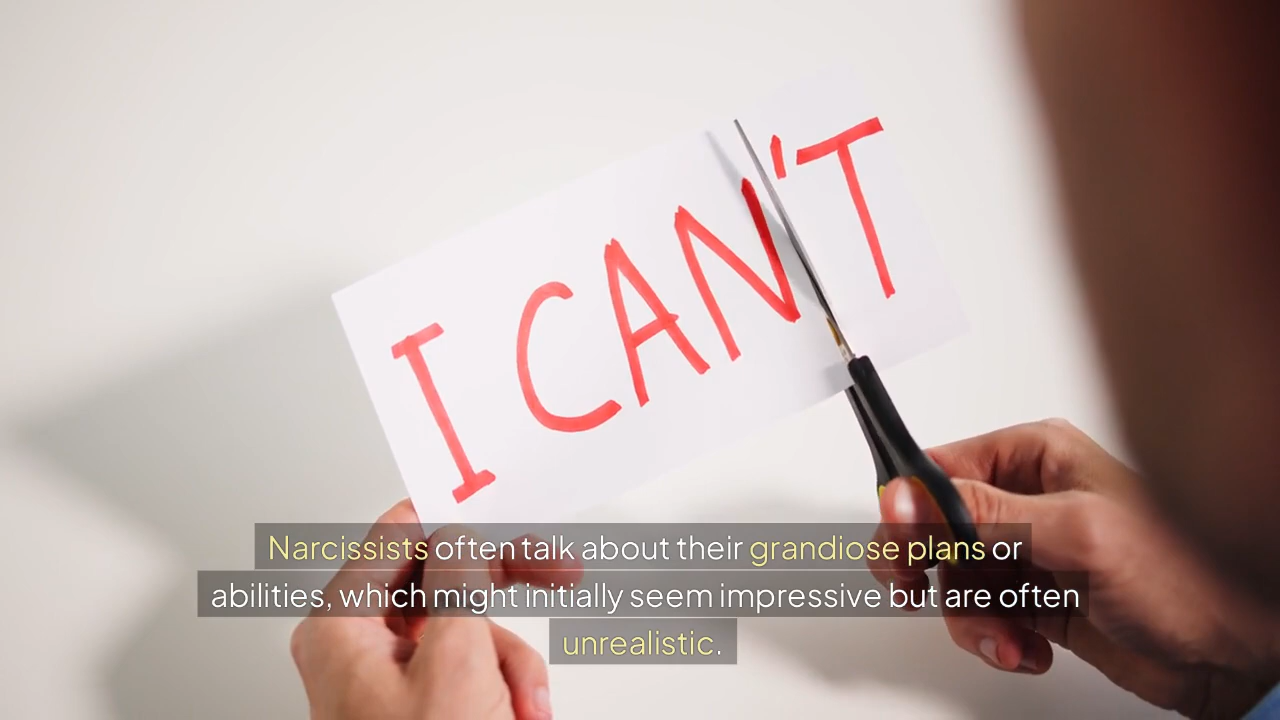 I CAN'T
Narcissists often talk about their grandiose plans or
abilities, which might initially seem impressive but are often
unrealistic.